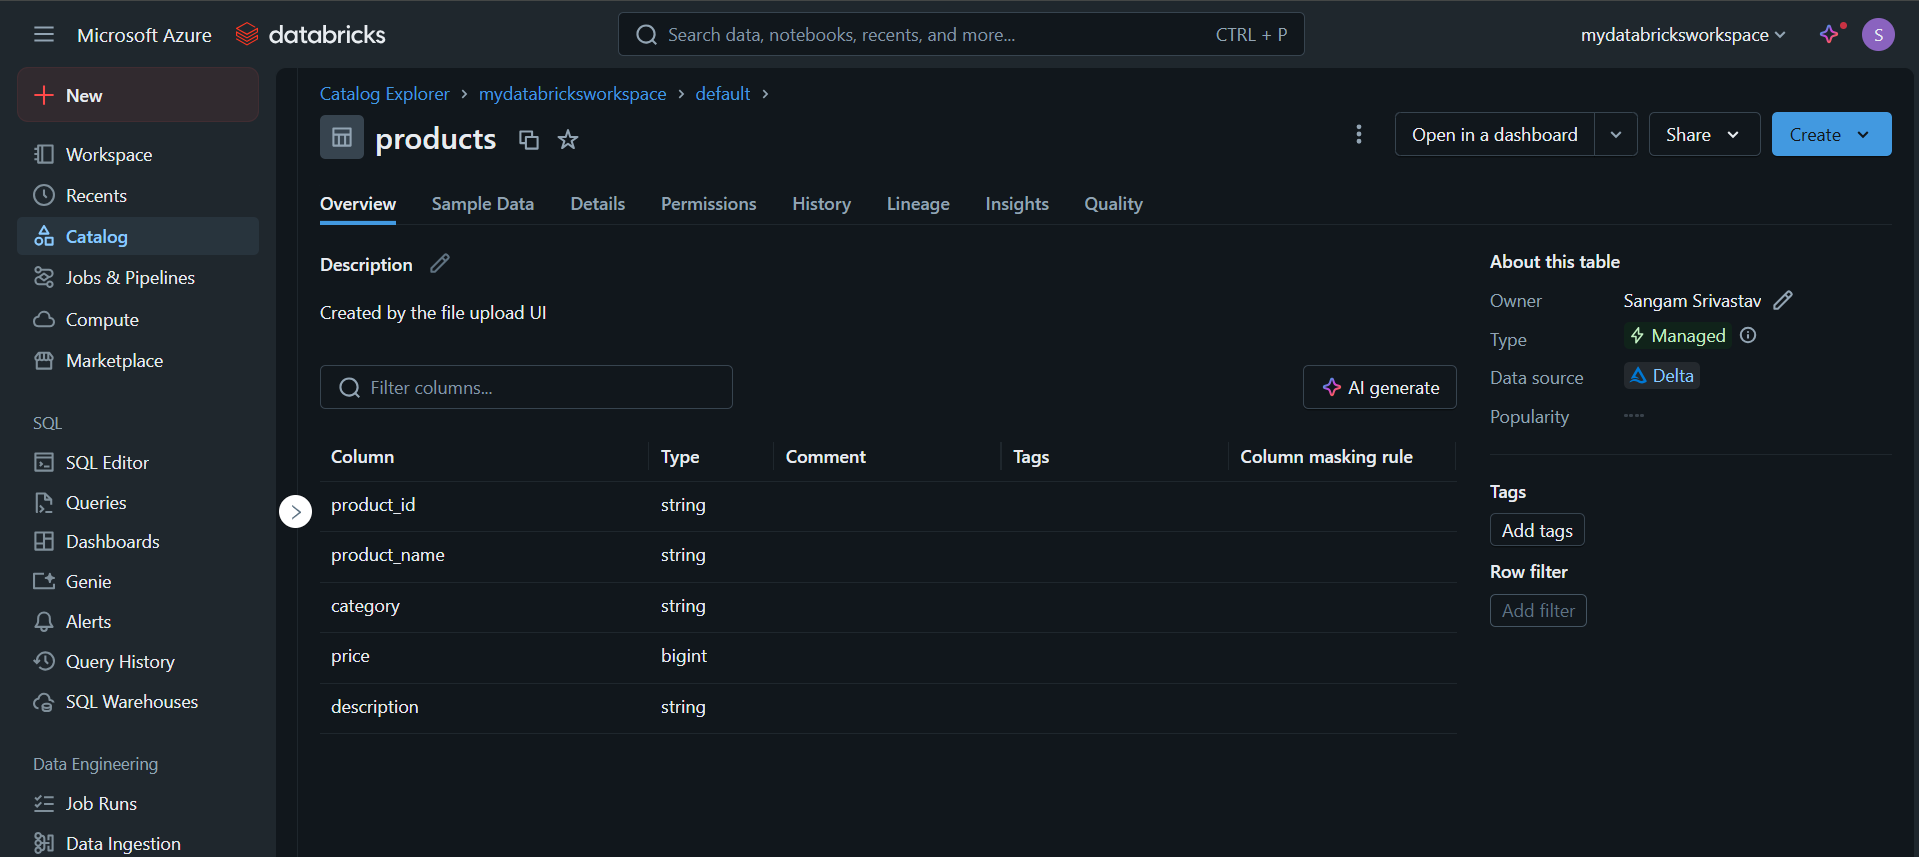 Microsoft Azure databricks
Search data, notebooks, recents, and more... CTRL + P
mydatabricksworkspace
S
New
Workspace
Recents
Catalog
Jobs & Pipelines
Compute
Marketplace
SQL
SQL Editor
Queries
Dashboards
Genie
Alerts
Query History
SQL Warehouses
Data Engineering
Job Runs
Data Ingestion
Catalog Explorer > mydatabricksworkspace > default >
products
Open in a dashboard
Share
Create
Overview Sample Data Details Permissions History Lineage Insights Quality
Description
Created by the file upload UI
Filter columns...
AI generate
Column Type Comment Tags Column masking rule
product_id string
product_name string
category string
price bigint
description string
About this table
Owner Sangam Srivastav
Type Managed
Data source Delta
Popularity
Tags
Add tags
Row filter
Add filter